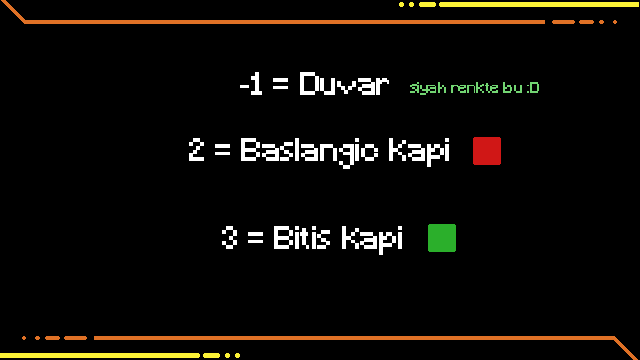 -1 = Duvar siyah renkte bu :D
2 = Baslangic Kapi
3 = Bitis Kapi